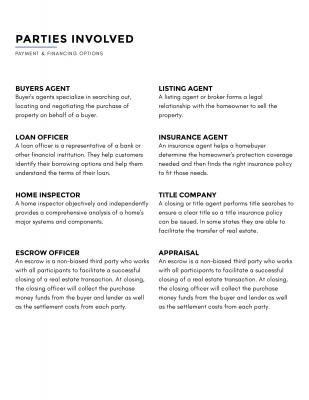 PARTIES INVOLVED
PAYMENT & FINANCING OPTIONS
BUYERS AGENT
Buyer's agents specialize in searching out,
locating and negotiating the purchase of
property on behalf of a buyer.
LISTING AGENT
A listing agent or broker forms a legal
relationship with the homeowner to sell the
property.
LOAN OFFICER
A loan officer is a representative of a bank or
other financial institution. They help customers
identify their borrowing options and help them
understand the terms of their loan.
INSURANCE AGENT
An insurance agent helps a homebuyer
determine the homeowner's protection coverage
needed and then finds the right insurance policy
to fit those needs.
HOME INSPECTOR
A home inspector objectively and independently
provides a comprehensive analysis of a home's
major systems and components.
TITLE COMPANY
A closing or title agent performs title searches to
ensure a clear title so a title insurance policy
can be issued. In some states they are able to
facilitate the transfer of real estate.
ESCROW OFFICER
An escrow is a non-biased third party who works
with all participants to facilitate a successful
closing of a real estate transaction. At closing,
the closing officer will collect the purchase
money funds from the buyer and lender as well
as the settlement costs from each party.
APPRAISAL
An escrow is a non-biased third party who works
with all participants to facilitate a successful
closing of a real estate transaction. At closing,
the closing officer will collect the purchase
money funds from the buyer and lender as well
as the settlement costs from each party.